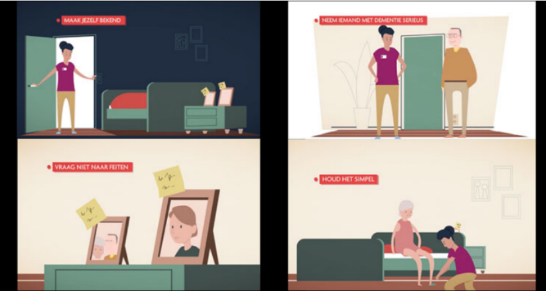 MAAK JEZELF BEKEND
NEEM IEMAND MET DEMENTIE SERIEUS
VRAAG NIET NAAR FEITEN
HOUD HET SIMPEL